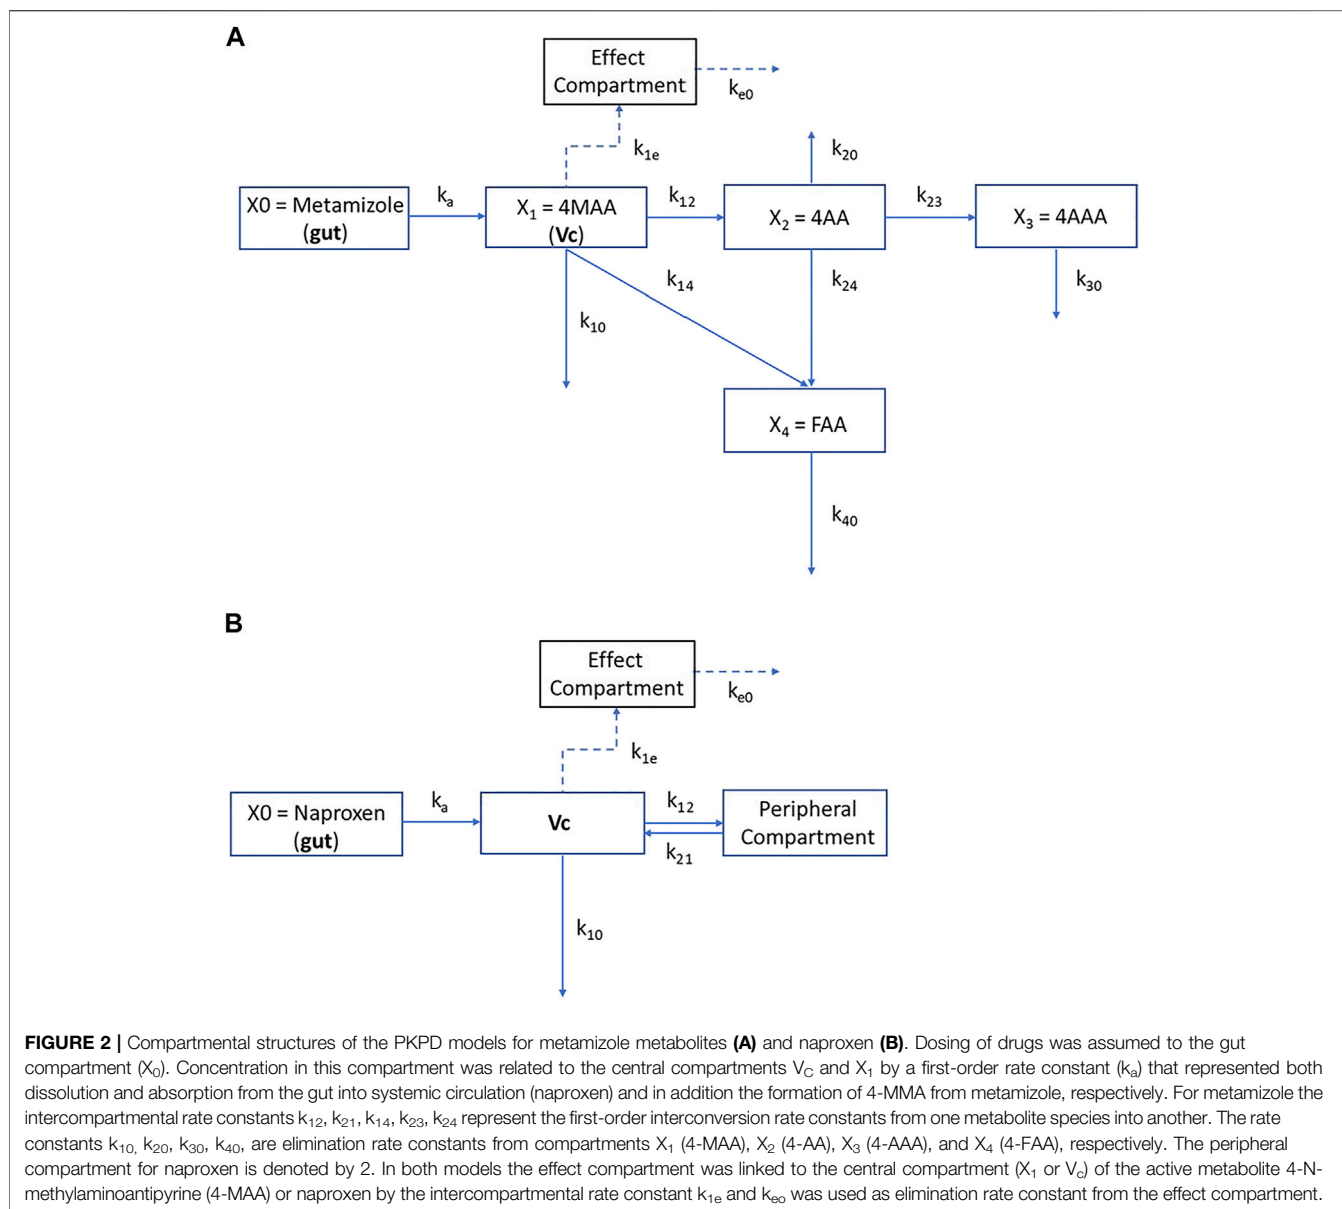 A
Effect
Compartment
kₑ₀
k₁ₑ
k₂₀
X0 = Metamizole
(gut)
kₐ
X₁ = 4MAA
(Vc)
k₁₂
X₂ = 4AA
k₂₃
X₃ = 4AAA
k₁₄
k₂₄
k₃₀
k₁₀
X₄ = FAA
k₄₀
B
Effect
Compartment
kₑ₀
k₁ₑ
X0 = Naproxen
(gut)
kₐ
Vc
k₁₂
k₂₁
Peripheral
Compartment
k₁₀
FIGURE 2 | Compartmental structures of the PKPD models for metamizole metabolites (A) and naproxen (B). Dosing of drugs was assumed to the gut
compartment (X₀). Concentration in this compartment was related to the central compartments V_C and X₁ by a first-order rate constant (kₐ) that represented both
dissolution and absorption from the gut into systemic circulation (naproxen) and in addition the formation of 4-MMA from metamizole, respectively. For metamizole the
intercompartmental rate constants k₁₂, k₂₁, k₁₄, k₂₃, k₂₄ represent the first-order interconversion rate constants from one metabolite species into another. The rate
constants k₁₀, k₂₀, k₃₀, k₄₀, are elimination rate constants from compartments X₁ (4-MAA), X₂ (4-AA), X₃ (4-AAA), and X₄ (4-FAA), respectively. The peripheral
compartment for naproxen is denoted by 2. In both models the effect compartment was linked to the central compartment (X₁ or V_c) of the active metabolite 4-N-
methylaminoantipyrine (4-MAA) or naproxen by the intercompartmental rate constant k₁ₑ and kₑₒ was used as elimination rate constant from the effect compartment.